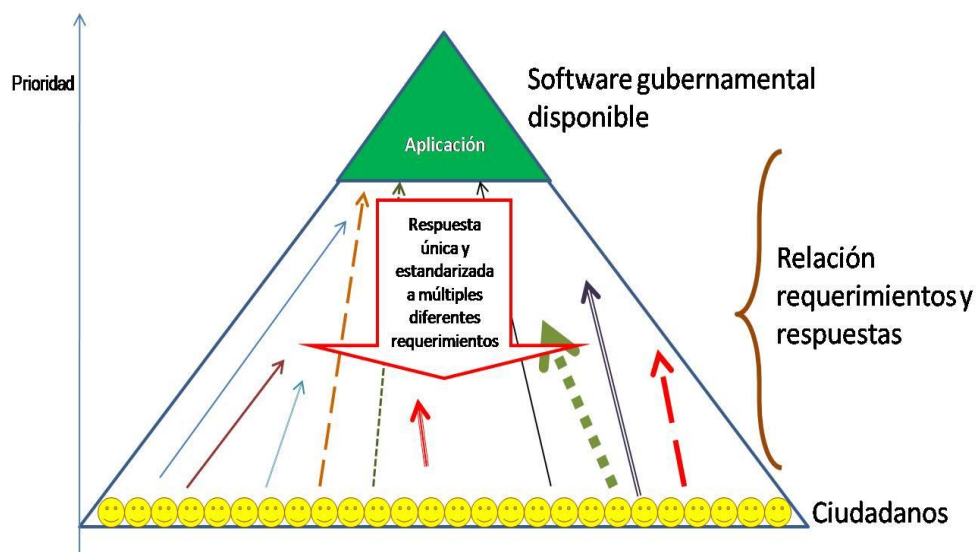 Prioridad
Software gubernamental
disponible
Aplicación
Respuesta
única y
estandarizada
a múltiples
diferentes
requerimientos
Relación
requerimientos y
respuestas
Ciudadanos